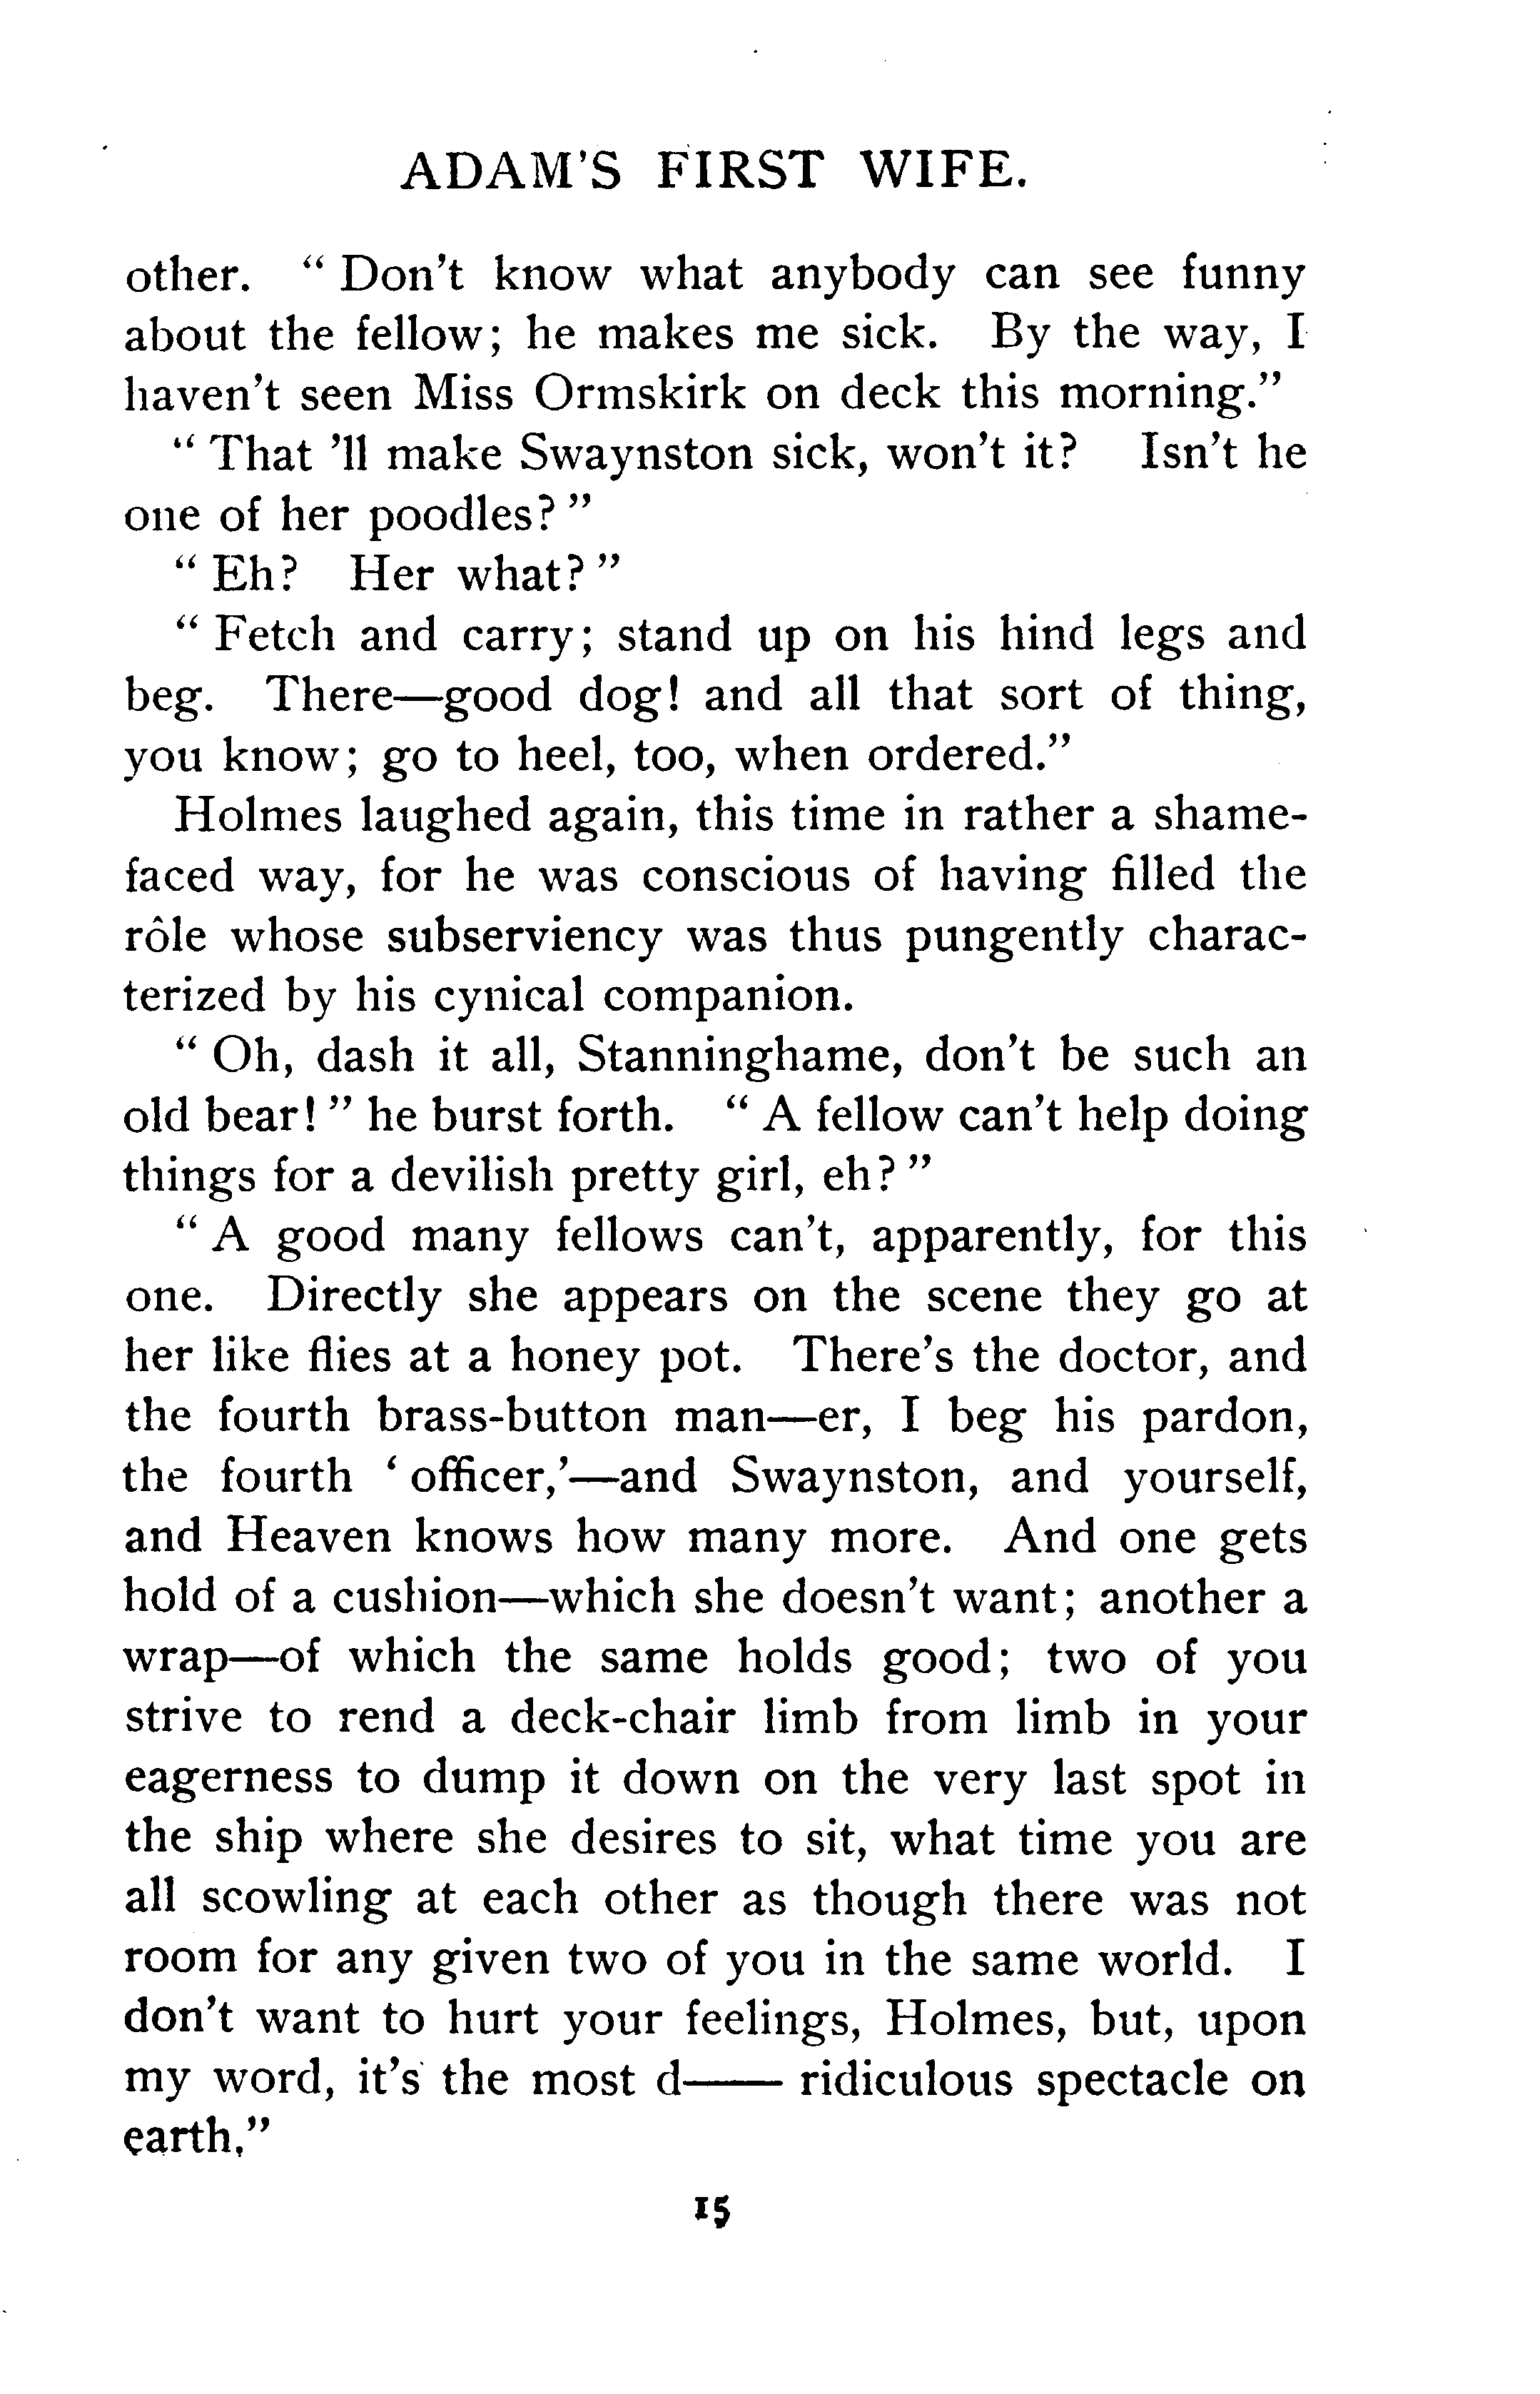 ADAM'S FIRST WIFE.
other. " Don't know what anybody can see funny
about the fellow; he makes me sick. By the way, I
haven't seen Miss Ormskirk on deck this morning."
" That 'll make Swaynston sick, won't it? Isn't he
one of her poodles? "
" Eh? Her what? "
" Fetch and carry; stand up on his hind legs and
beg. There—good dog! and all that sort of thing,
you know; go to heel, too, when ordered."
Holmes laughed again, this time in rather a shame-
faced way, for he was conscious of having filled the
rôle whose subserviency was thus pungently charac-
terized by his cynical companion.
" Oh, dash it all, Stanninghame, don't be such an
old bear! " he burst forth. " A fellow can't help doing
things for a devilish pretty girl, eh? "
" A good many fellows can't, apparently, for this
one. Directly she appears on the scene they go at
her like flies at a honey pot. There's the doctor, and
the fourth brass-button man—er, I beg his pardon,
the fourth ' officer,'—and Swaynston, and yourself,
and Heaven knows how many more. And one gets
hold of a cushion—which she doesn't want; another a
wrap—of which the same holds good; two of you
strive to rend a deck-chair limb from limb in your
eagerness to dump it down on the very last spot in
the ship where she desires to sit, what time you are
all scowling at each other as though there was not
room for any given two of you in the same world. I
don't want to hurt your feelings, Holmes, but, upon
my word, it's the most d—— ridiculous spectacle on
earth."
15